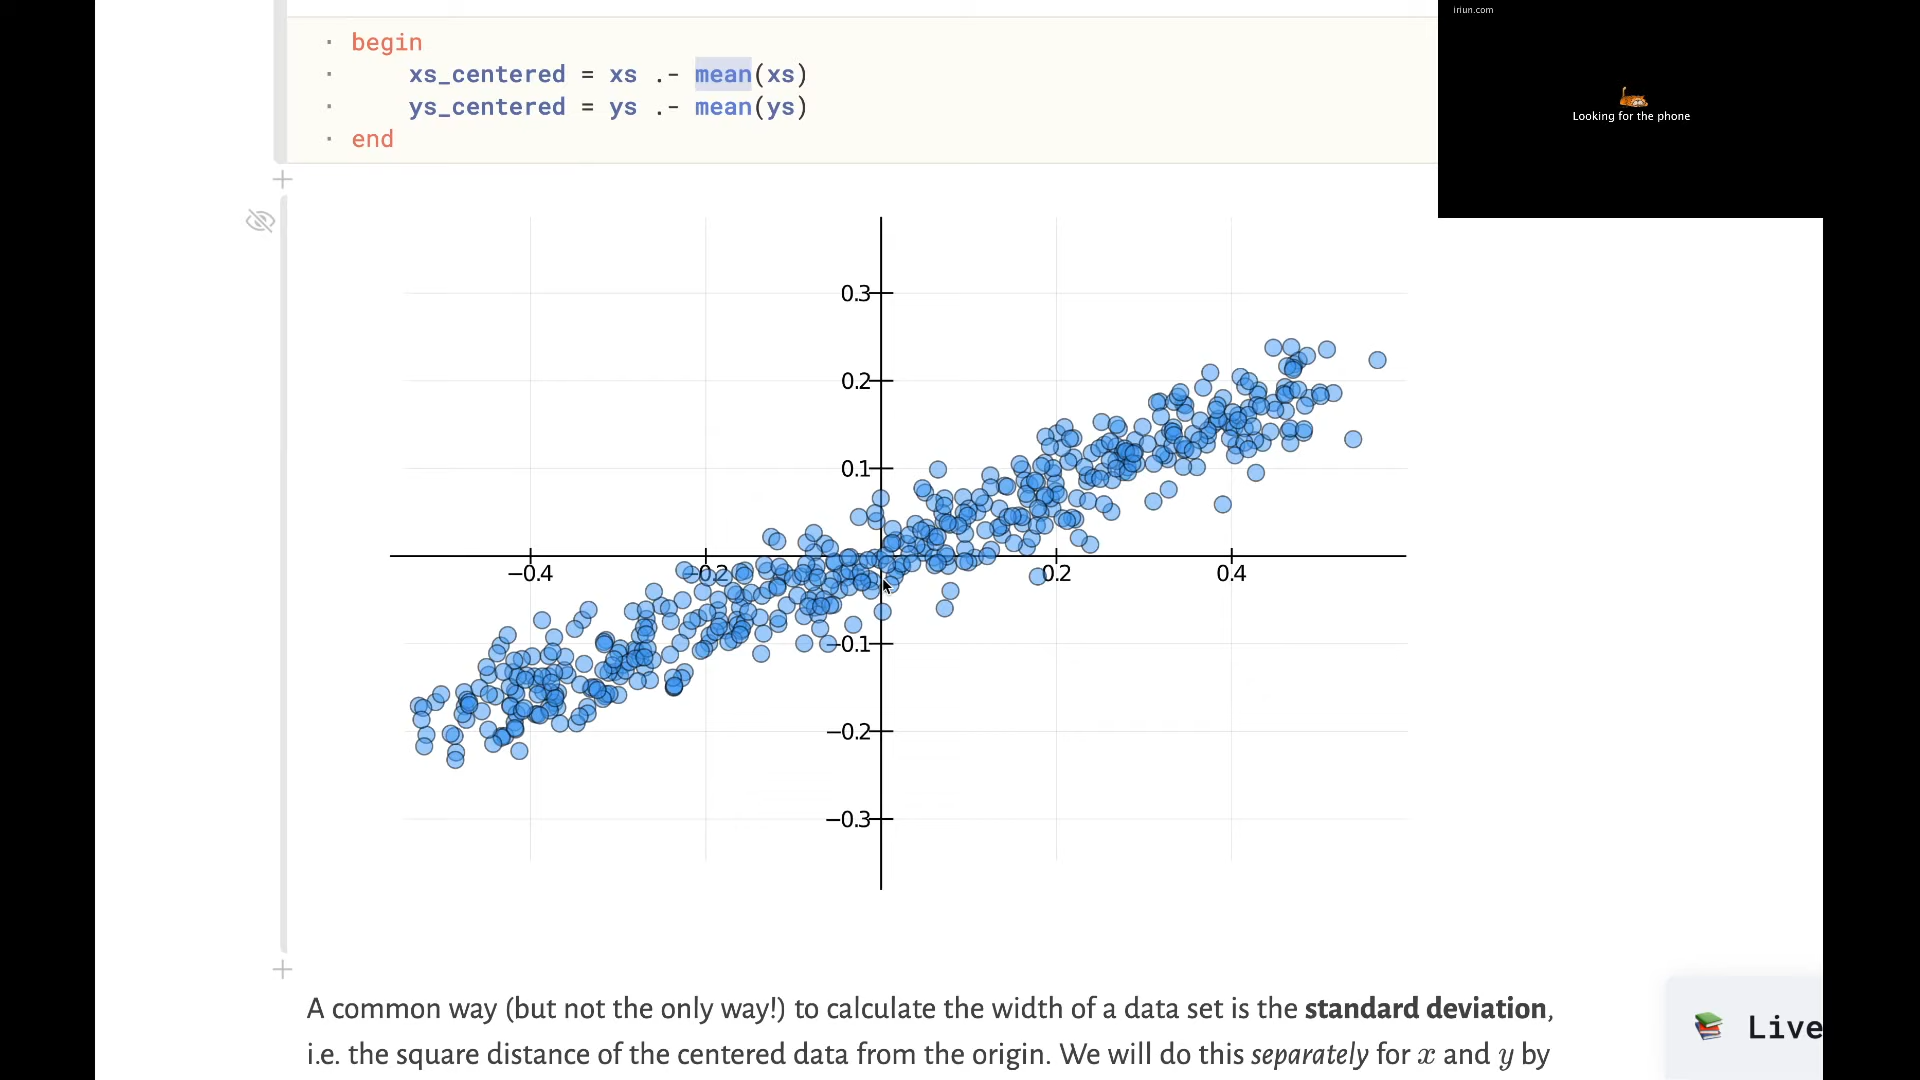 iriun.com
Looking for the phone
begin
xs_centered = xs .- mean(xs)
ys_centered = ys .- mean(ys)
end
0.3
0.2
0.1
−0.4
−0.2
0.2
0.4
−0.1
−0.2
−0.3
A common way (but not the only way!) to calculate the width of a data set is the standard deviation,
i.e. the square distance of the centered data from the origin. We will do this separately for x and y by
Live